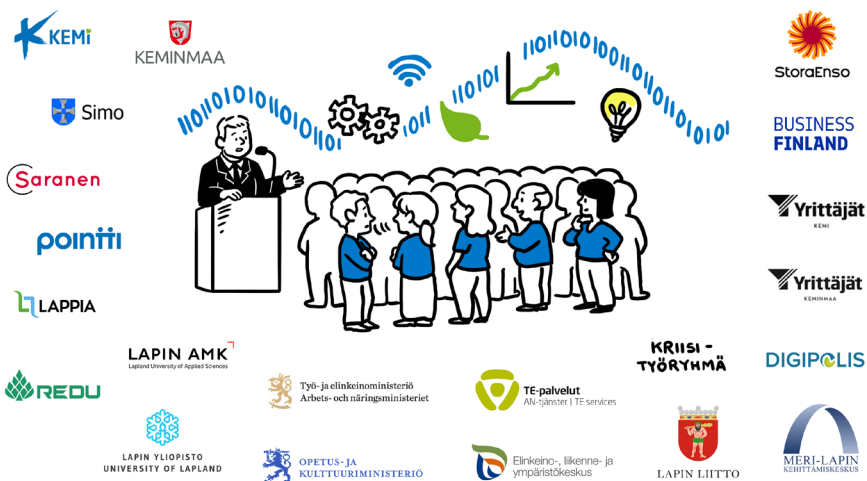 KEMI
KEMINMAA
Simo
Saranen
pointti
LAPPIA
REDU
LAPIN AMK
Lapland University of Applied Sciences
LAPIN YLIOPISTO
UNIVERSITY OF LAPLAND
Työ- ja elinkeinoministeriö
Arbets- och näringsministeriet
OPETUS- JA
KULTTUURIMINISTERIÖ
TE-palvelut
AN-tjänster | TE services
Elinkeino-, liikenne- ja
ympäristökeskus
KRIISI-
TYÖRYHMÄ
LAPIN LIITTO
StoraEnso
BUSINESS
FINLAND
Yrittäjät
KEMI
Yrittäjät
KEMINMAA
DIGIPOLIS
MERI-LAPIN
KEHITTÄMISKESKUS